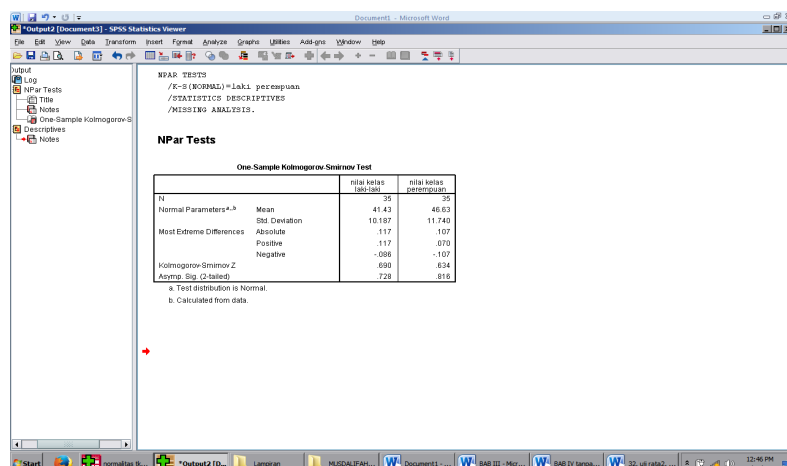 Document1 - Microsoft Word
*Output2 [Document3] - SPSS Statistics Viewer
File Edit View Data Transform Insert Format Analyze Graphs Utilities Add-ons Window Help
Output
Log
NPar Tests
Title
Notes
One-Sample Kolmogorov-S
Descriptives
Notes
NPAR TESTS
/K-S(NORMAL)=laki perempuan
/STATISTICS DESCRIPTIVES
/MISSING ANALYSIS.
NPar Tests
One-Sample Kolmogorov-Smirnov Test
nilai kelas laki-laki nilai kelas perempuan
N 35 35
Normal Parameters a,,b Mean 41.43 46.63
Std. Deviation 10.187 11.740
Most Extreme Differences Absolute .117 .107
Positive .117 .070
Negative -.086 -.107
Kolmogorov-Smirnov Z .690 .634
Asymp. Sig. (2-tailed) .728 .816
a. Test distribution is Normal.
b. Calculated from data.
Start normalitas tk... *Output2 [D... Lampiran MUSDALIFAH... Document1 - ... BAB III - Micr... BAB IV tanpa... 32. uji rata2, ... 12:46 PM